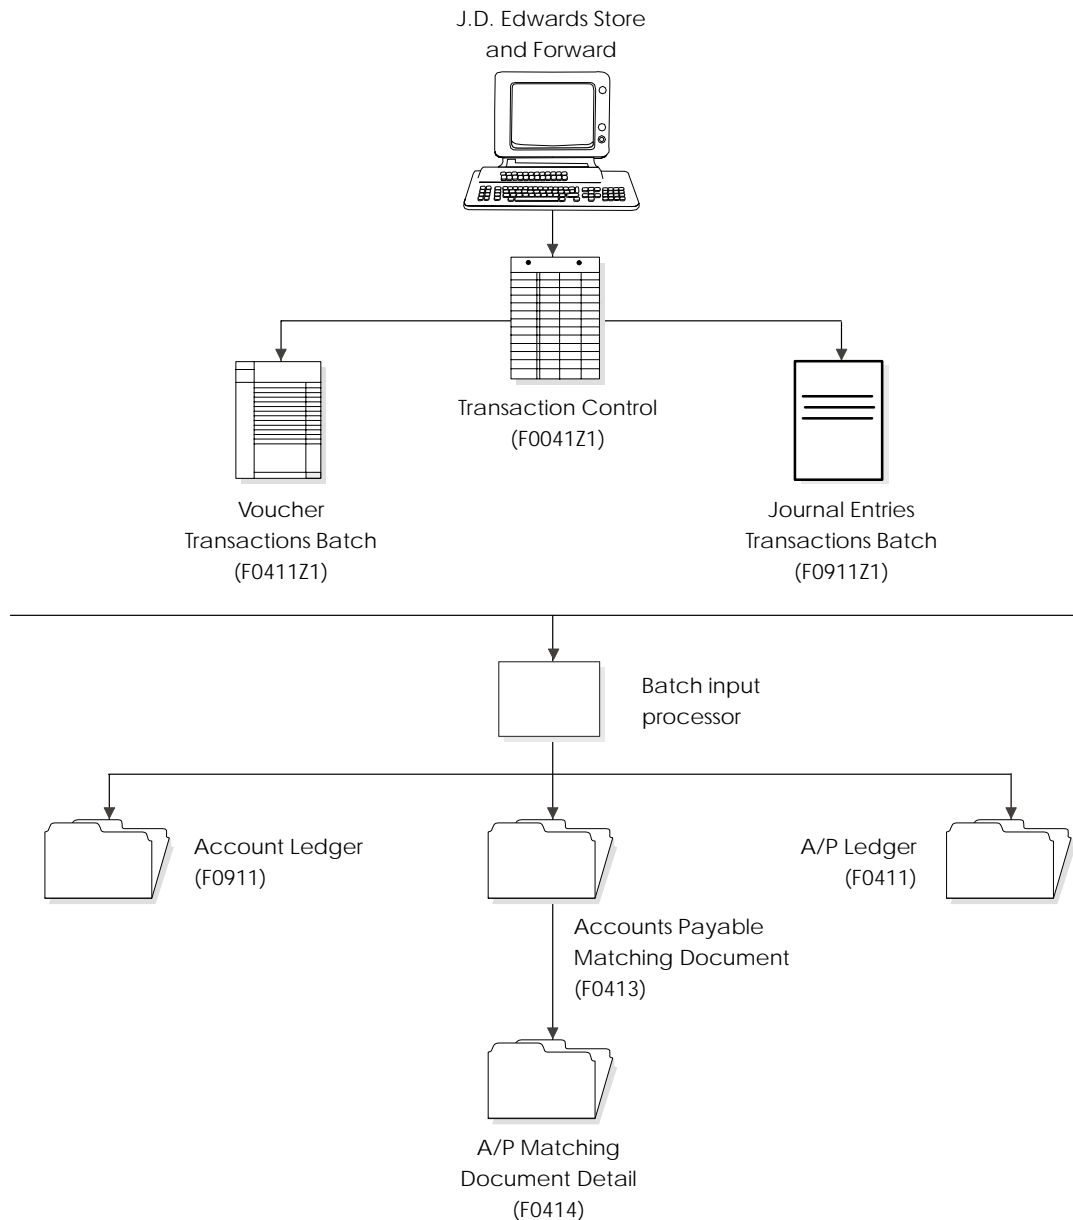 J.D. Edwards Store
and Forward
Transaction Control
(F0041Z1)
Voucher
Transactions Batch
(F0411Z1)
Journal Entries
Transactions Batch
(F0911Z1)
Batch input
processor
Account Ledger
(F0911)
A/P Ledger
(F0411)
Accounts Payable
Matching Document
(F0413)
A/P Matching
Document Detail
(F0414)